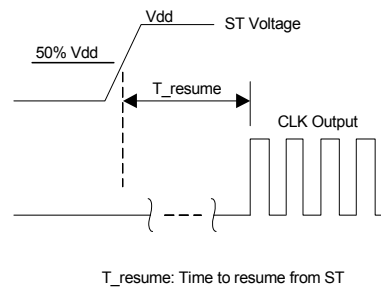 Vdd
ST Voltage
50% Vdd
T_resume
CLK Output
T_resume: Time to resume from ST